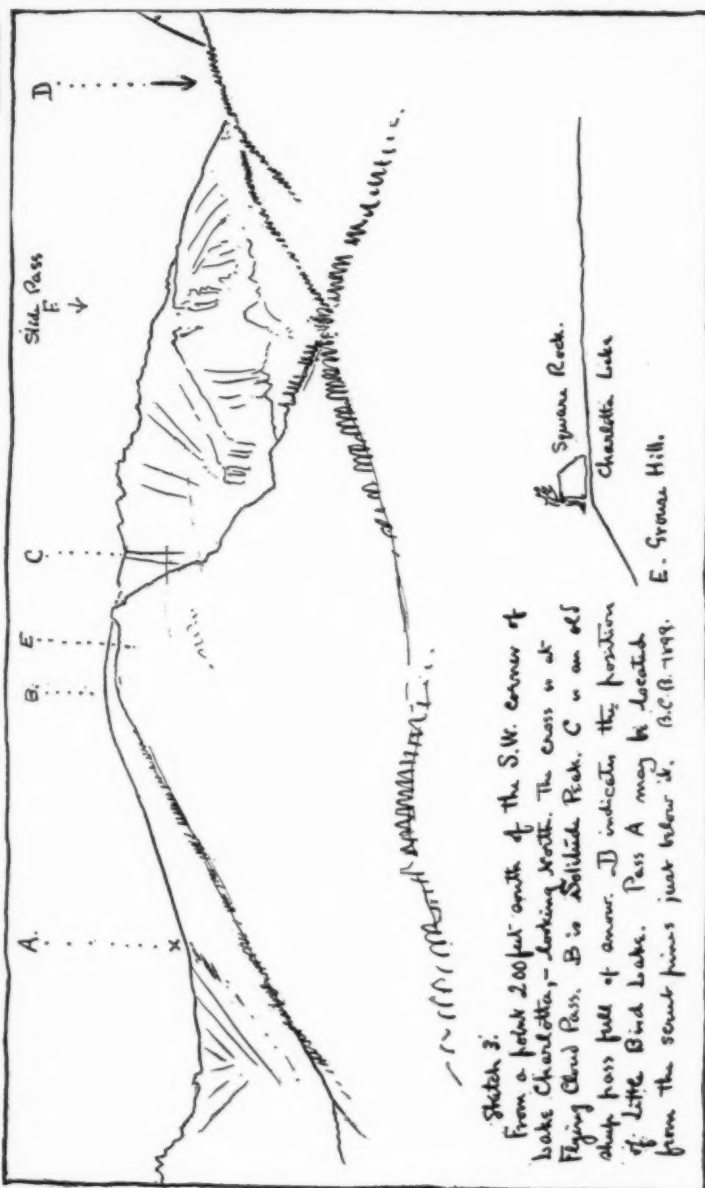 A.
B.
E
C
Side Pass
F.
D
Sketch 3.
From a point 200 feet south of the S.W. corner of
Lake Charlotta, - looking North. The cross is at
Flying Cloud Pass. B is Solitude Peak. C is an old
sheep pass full of snow. D indicates the position
of Little Bird Lake. Pass A may be located
from the scrub pines just below it. B.C.B. 1899.
Square Rock.
Charlotta Lake
E. Grouse Hill.